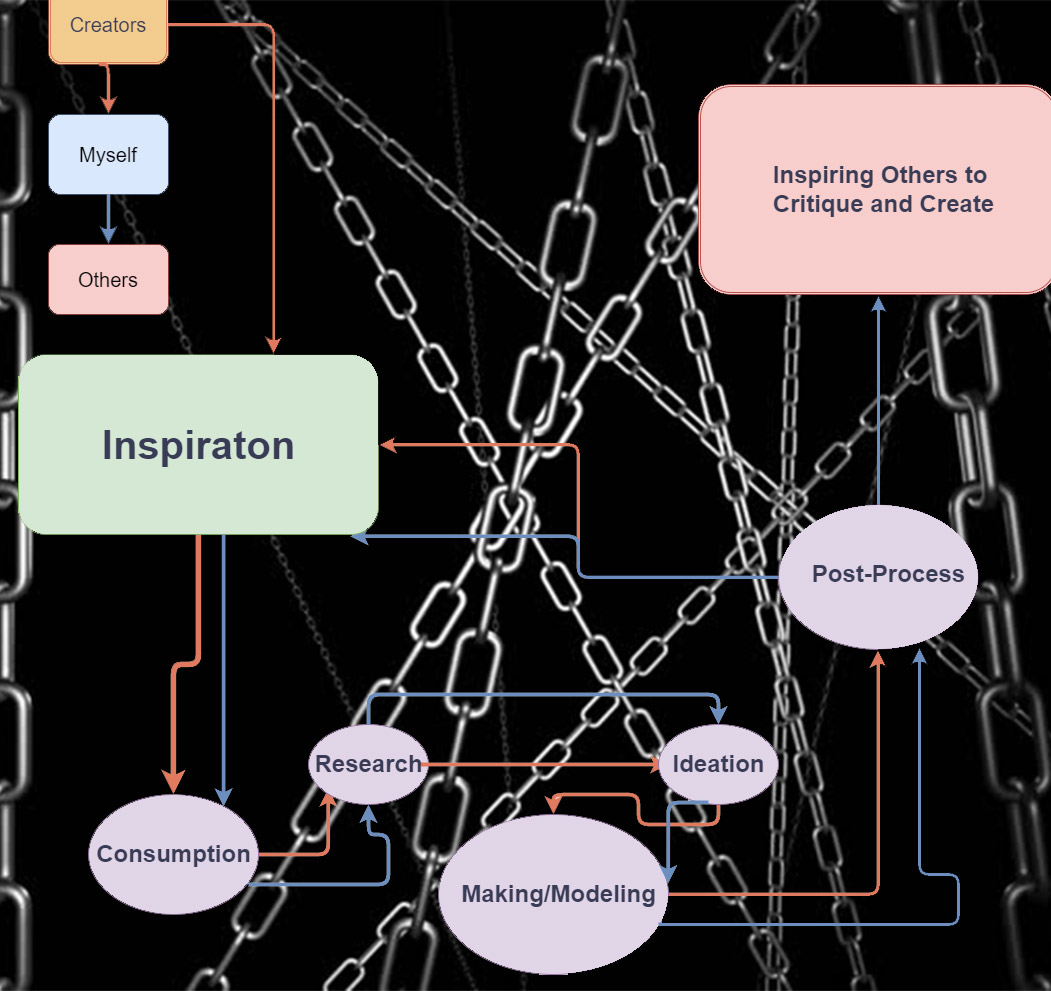 Creators
Myself
Others
Inspiring Others to
Critique and Create
Inspiraton
Post-Process
Research
Ideation
Consumption
Making/Modeling